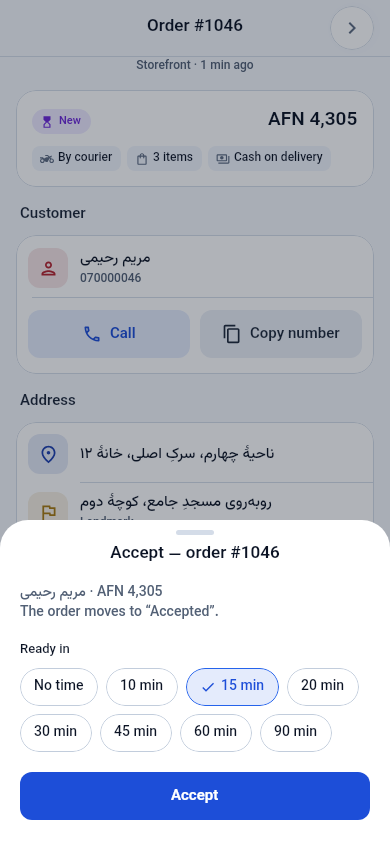 Order #1046
Storefront · 1 min ago
New
AFN 4,305
By courier
3 items
Cash on delivery
Customer
مریم رحیمی
070000046
Call
Copy number
Address
ناحیهٔ چهارم، سرکِ اصلی، خانهٔ ۱۲
روبه‌روی مسجدِ جامع، کوچهٔ دوم
Landmark
Accept — order #1046
مریم رحیمی · AFN 4,305
The order moves to “Accepted”.
Ready in
No time
10 min
15 min
20 min
30 min
45 min
60 min
90 min
Accept